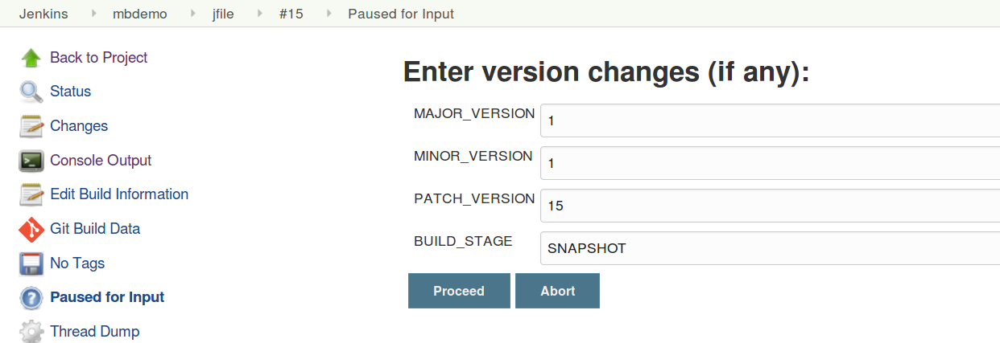 Jenkins mbdemo jfile #15 Paused for Input
Back to Project
Status
Changes
Console Output
Edit Build Information
Git Build Data
No Tags
Paused for Input
Thread Dump
Enter version changes (if any):
MAJOR_VERSION 1
MINOR_VERSION 1
PATCH_VERSION 15
BUILD_STAGE SNAPSHOT
Proceed Abort